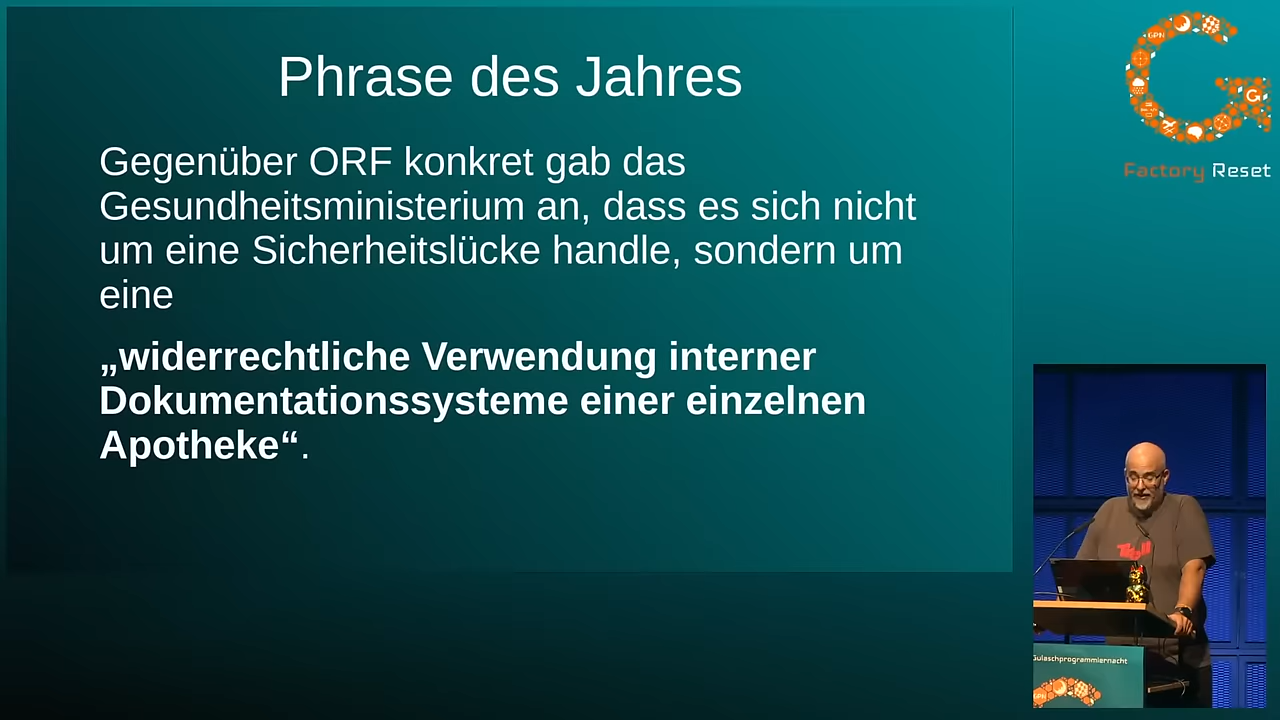 Phrase des Jahres
Gegenüber ORF konkret gab das
Gesundheitsministerium an, dass es sich nicht
um eine Sicherheitslücke handle, sondern um
eine
„widerrechtliche Verwendung interner
Dokumentationssysteme einer einzelnen
Apotheke“.
GPN
G
Factory Reset
Gulaschprogrammiernacht